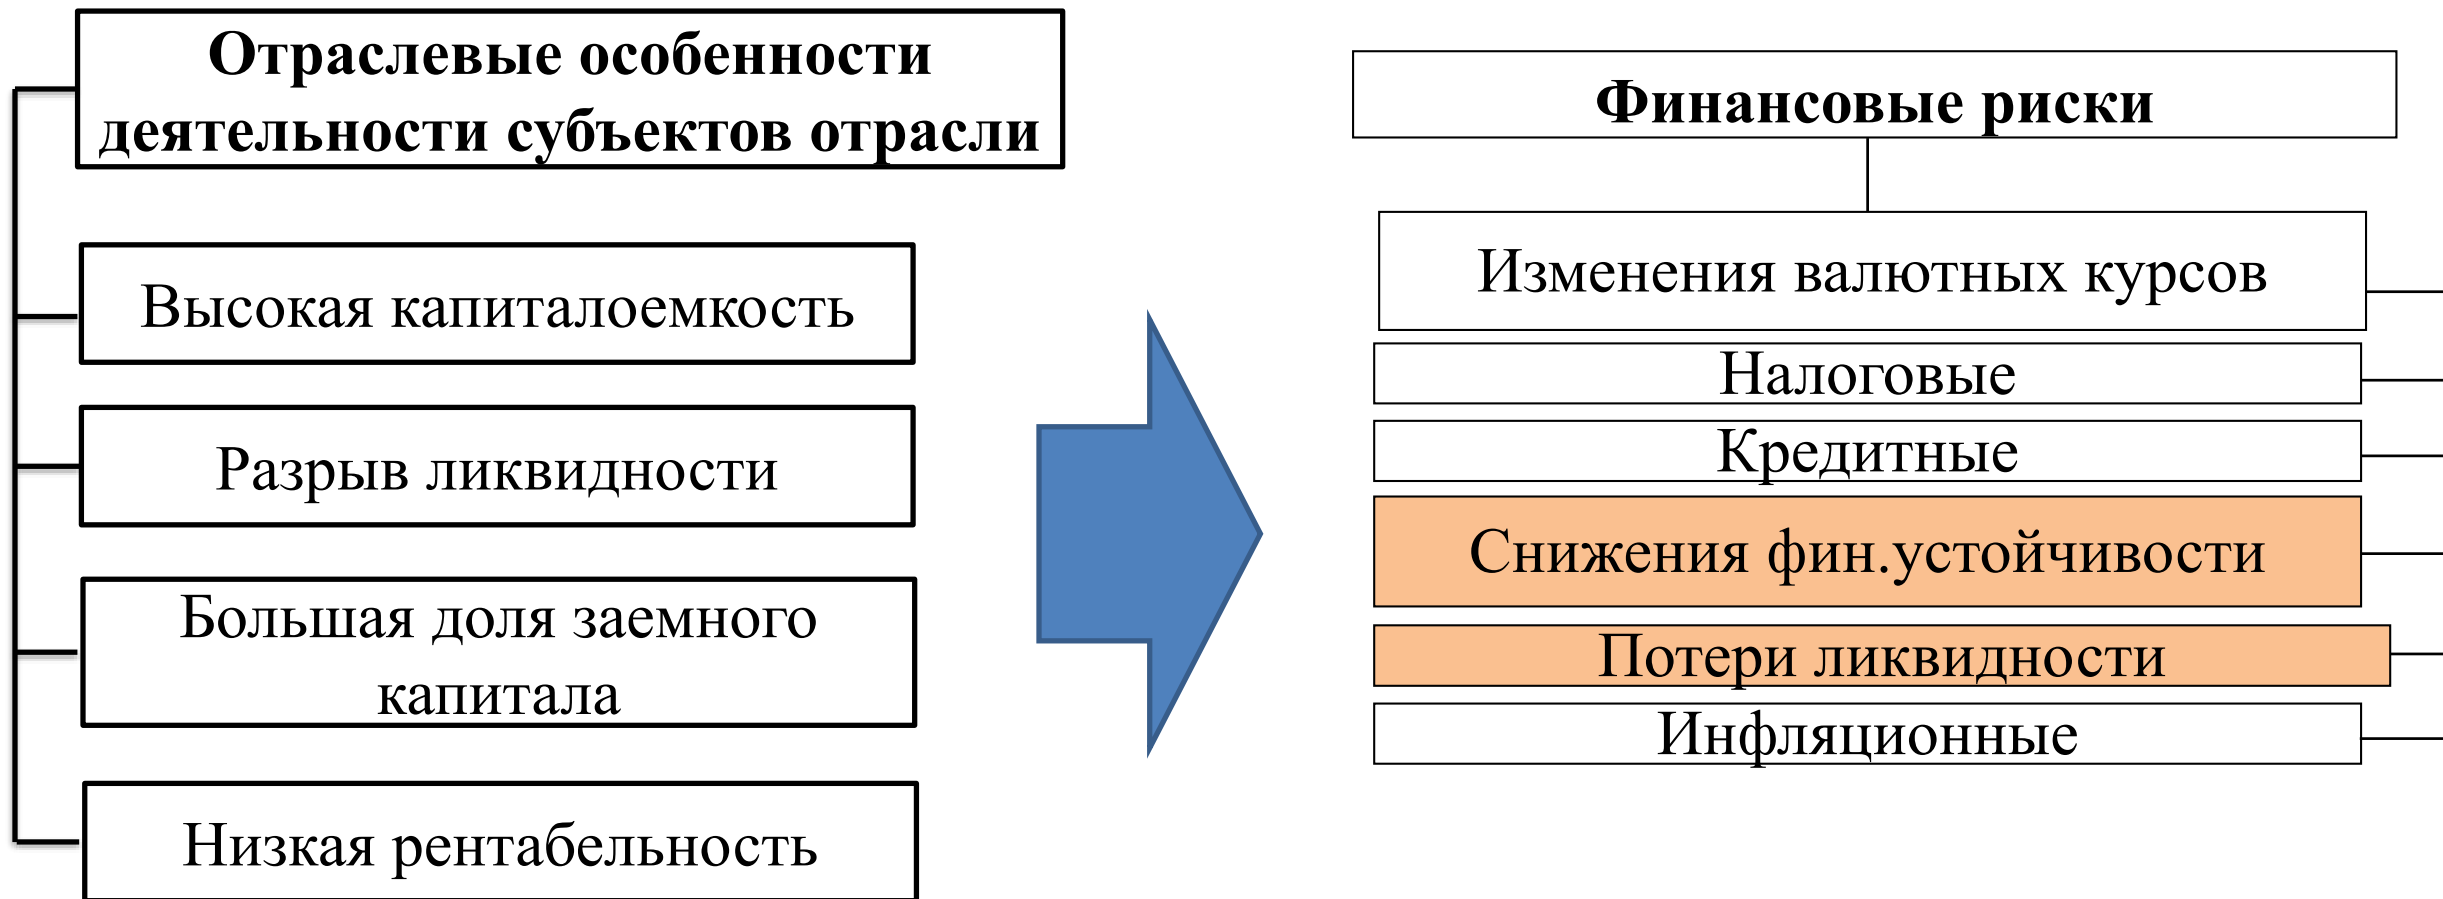 Отраслевые особенности
деятельности субъектов отрасли
Высокая капиталоемкость
Разрыв ликвидности
Большая доля заемного
капитала
Низкая рентабельность
Финансовые риски
Изменения валютных курсов
Налоговые
Кредитные
Снижения фин.устойчивости
Потери ликвидности
Инфляционные